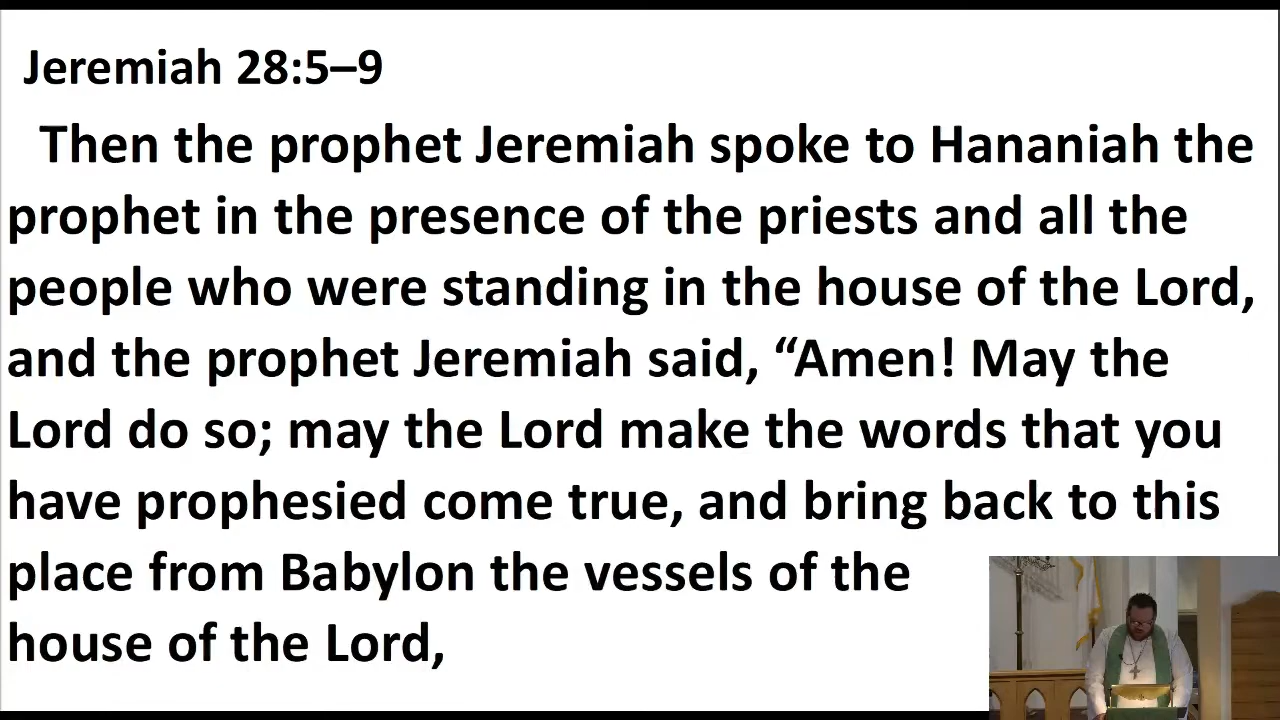 Jeremiah 28:5–9
Then the prophet Jeremiah spoke to Hananiah the
prophet in the presence of the priests and all the
people who were standing in the house of the Lord,
and the prophet Jeremiah said, “Amen! May the
Lord do so; may the Lord make the words that you
have prophesied come true, and bring back to this
place from Babylon the vessels of the
house of the Lord,